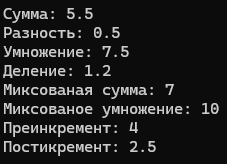 Сумма: 5.5
Разность: 0.5
Умножение: 7.5
Деление: 1.2
Миксованая сумма: 7
Миксованое умножение: 10
Преинкремент: 4
Постикремент: 2.5